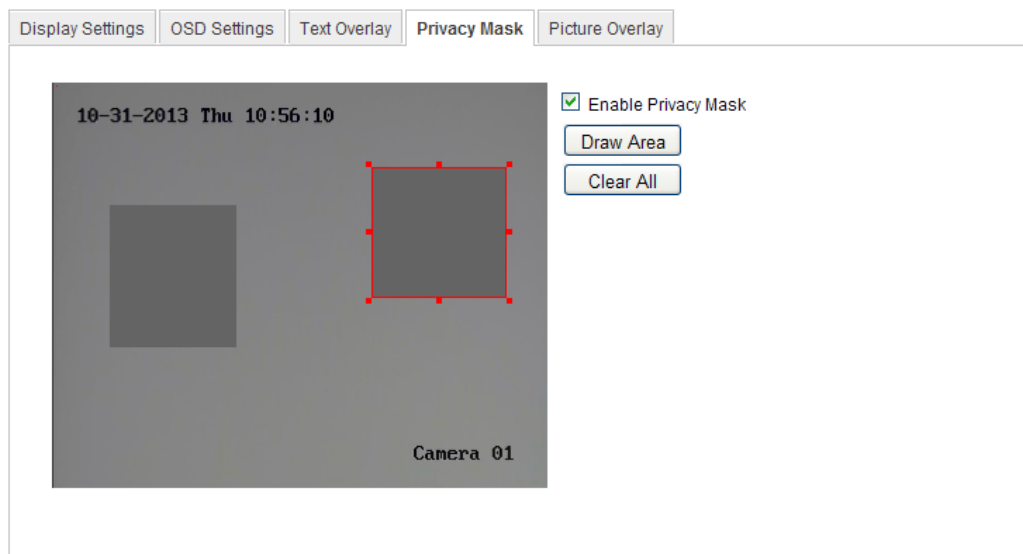 Display Settings OSD Settings Text Overlay Privacy Mask Picture Overlay
10-31-2013 Thu 10:56:10
Enable Privacy Mask
Draw Area
Clear All
Camera 01